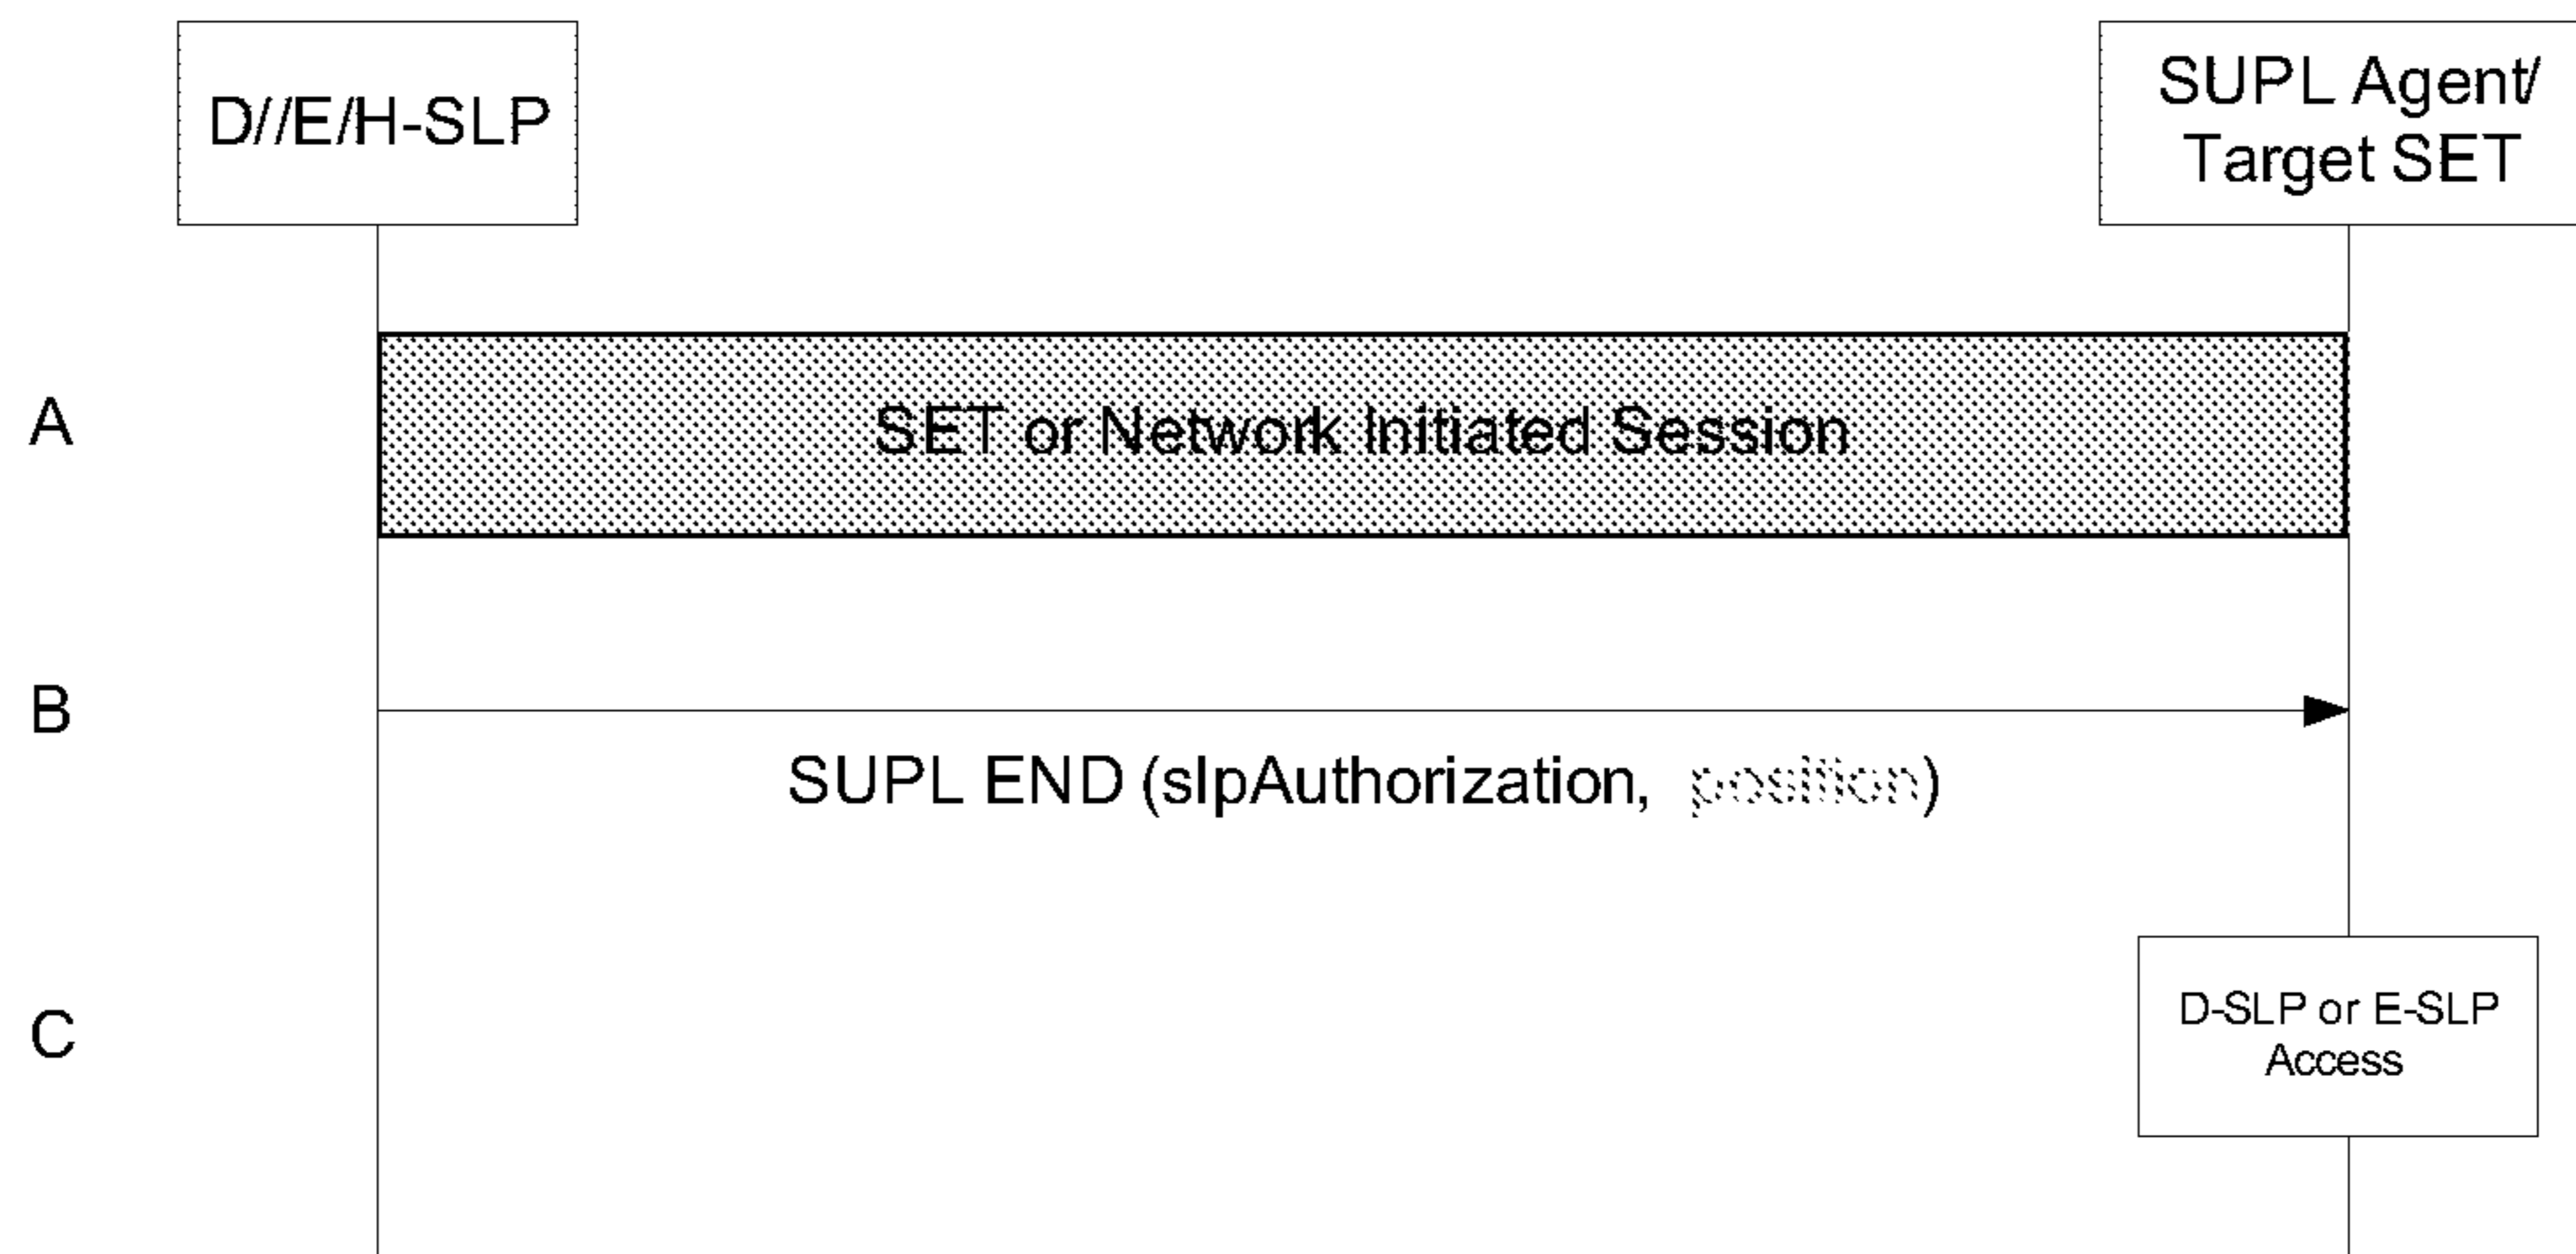 D//E/H-SLP
SUPL Agent/
Target SET
A
SET or Network Initiated Session
B
SUPL END (slpAuthorization, position)
C
D-SLP or E-SLP
Access